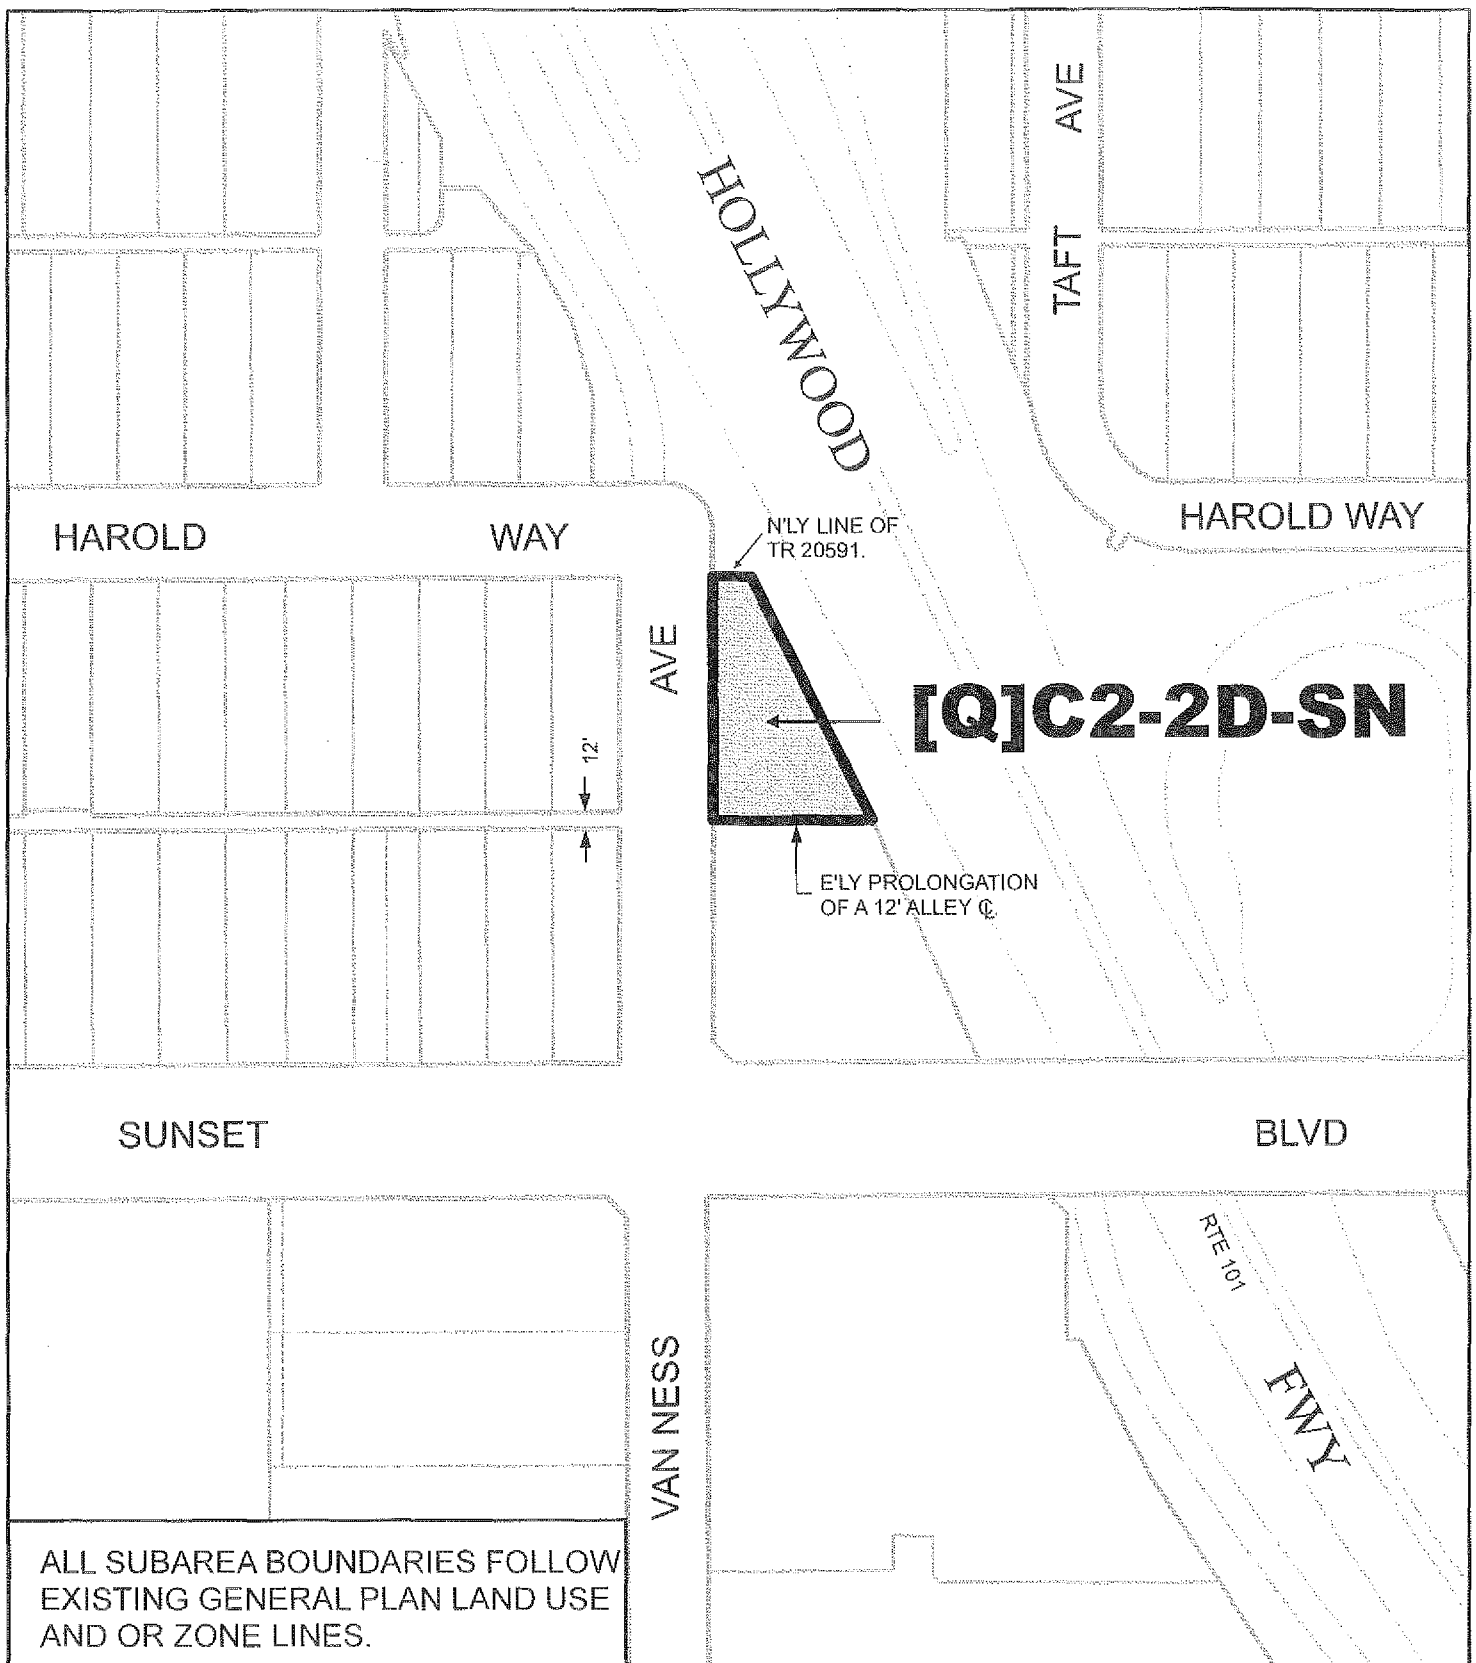 AVE
TAFT
HOLLYWOOD
HAROLD WAY
HAROLD WAY
N'LY LINE OF
TR 20591.
AVE
[Q]C2-2D-SN
12'
E'LY PROLONGATION
OF A 12' ALLEY ℄.
SUNSET BLVD
RTE 101
VAN NESS
FWY
ALL SUBAREA BOUNDARIES FOLLOW
EXISTING GENERAL PLAN LAND USE
AND OR ZONE LINES.